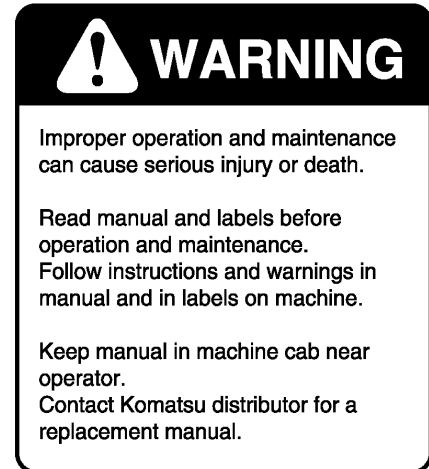 WARNING
Improper operation and maintenance
can cause serious injury or death.
Read manual and labels before
operation and maintenance.
Follow instructions and warnings in
manual and in labels on machine.
Keep manual in machine cab near
operator.
Contact Komatsu distributor for a
replacement manual.